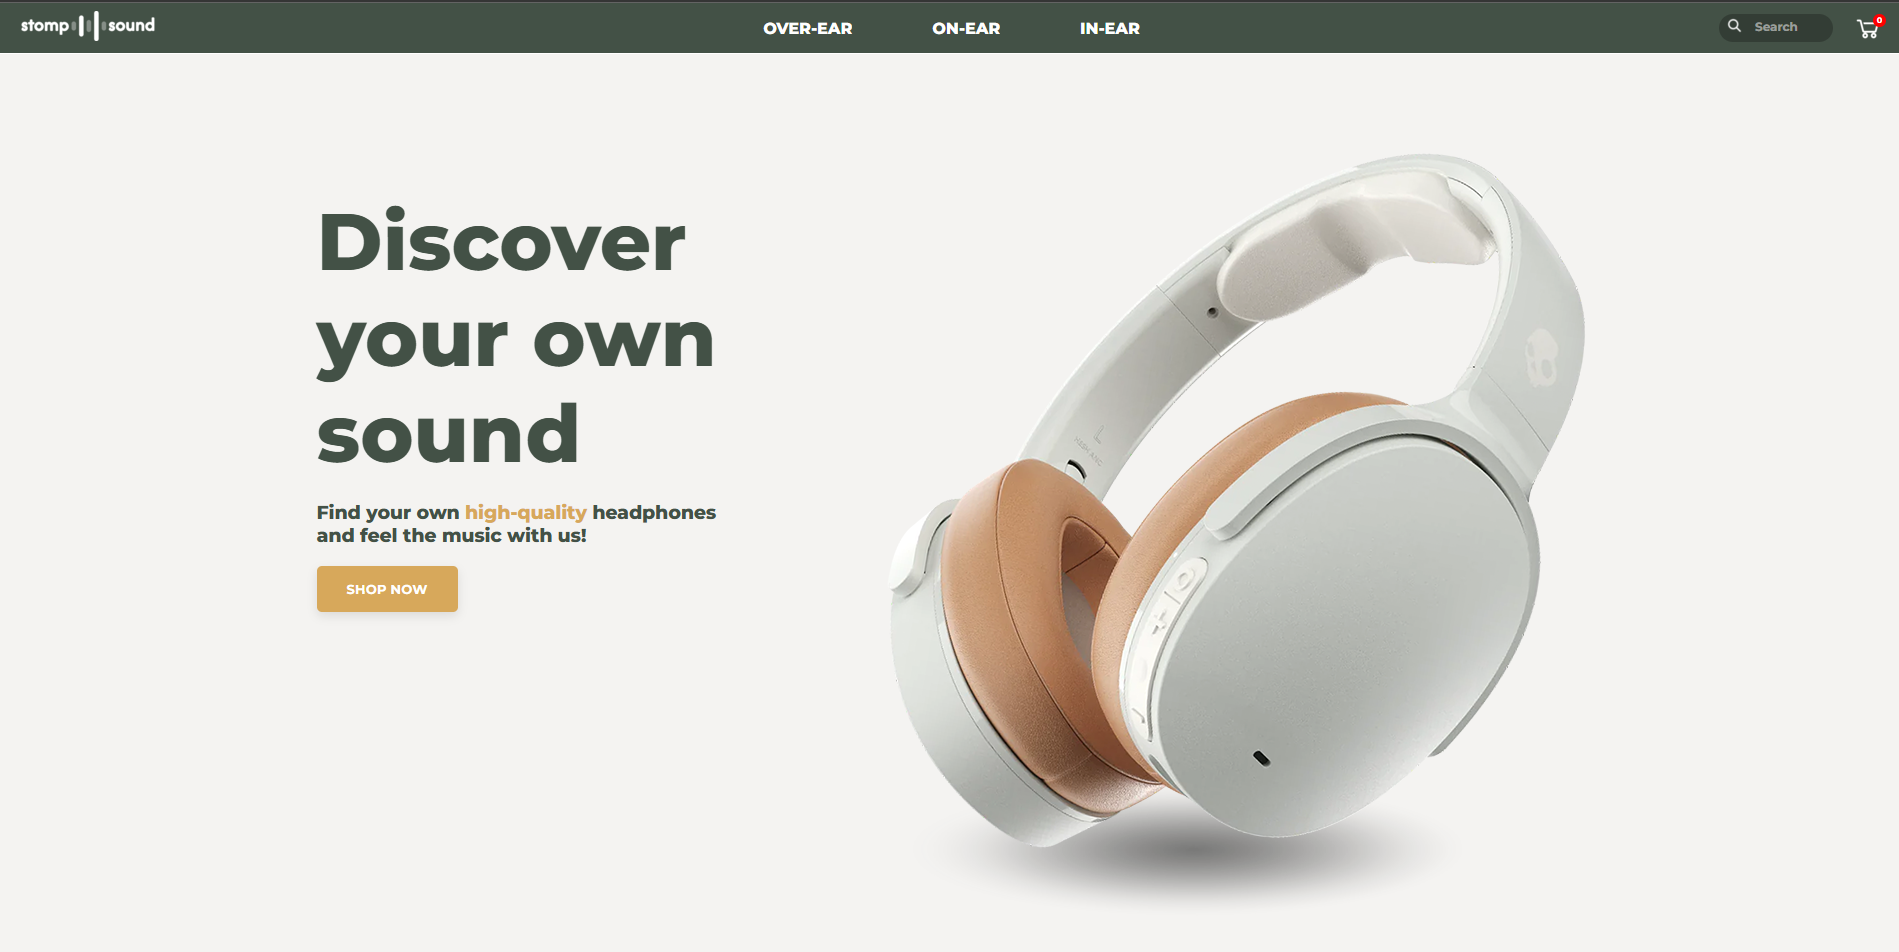 stomp sound
OVER-EAR
ON-EAR
IN-EAR
Search
0
Discover
your own
sound
Find your own high-quality headphones
and feel the music with us!
SHOP NOW
L